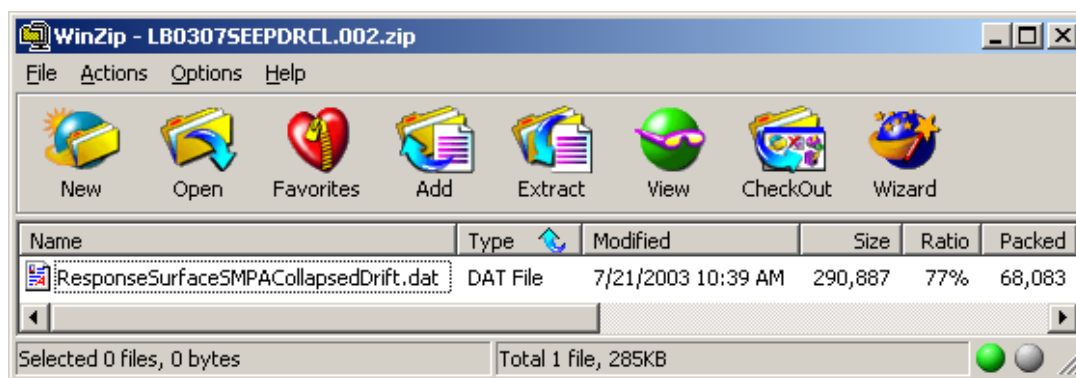 WinZip - LB0307SEEPDRCL.002.zip
File Actions Options Help
New Open Favorites Add Extract View CheckOut Wizard
Name Type Modified Size Ratio Packed
ResponseSurfaceSMPACollapsedDrift.dat DAT File 7/21/2003 10:39 AM 290,887 77% 68,083
Selected 0 files, 0 bytes Total 1 file, 285KB